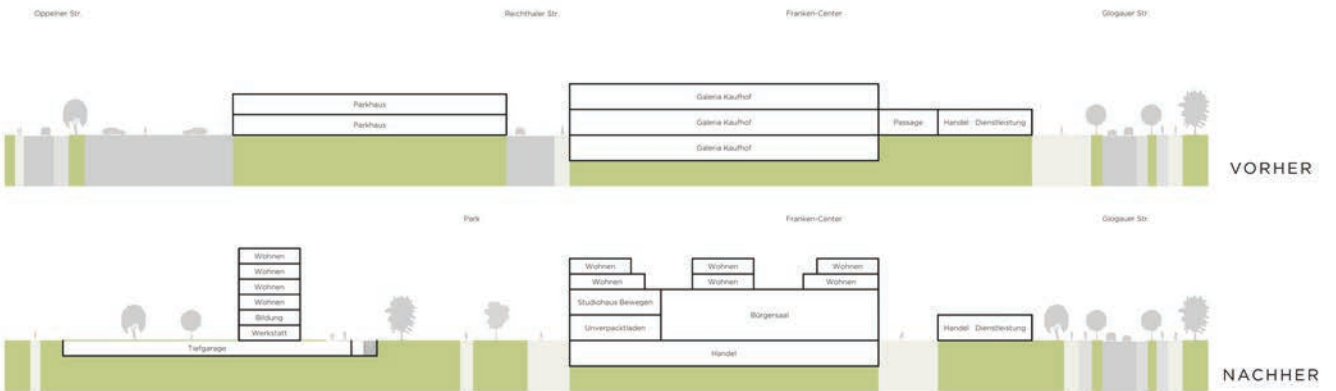 Oppelner Str.
Reichthaler Str.
Franken-Center
Glogauer Str.
Parkhaus
Parkhaus
Galeria Kaufhof
Galeria Kaufhof
Passage
Handel Dienstleistung
Galeria Kaufhof
VORHER
Park
Franken-Center
Glogauer Str.
Wohnen
Wohnen
Wohnen
Wohnen
Bildung
Werkstatt
Tiefgarage
Wohnen
Wohnen
Wohnen
Wohnen
Wohnen
Wohnen
Studiohaus Bewegen
Unverpacktladen
Bürgersaal
Handel
Handel Dienstleistung
NACHHER